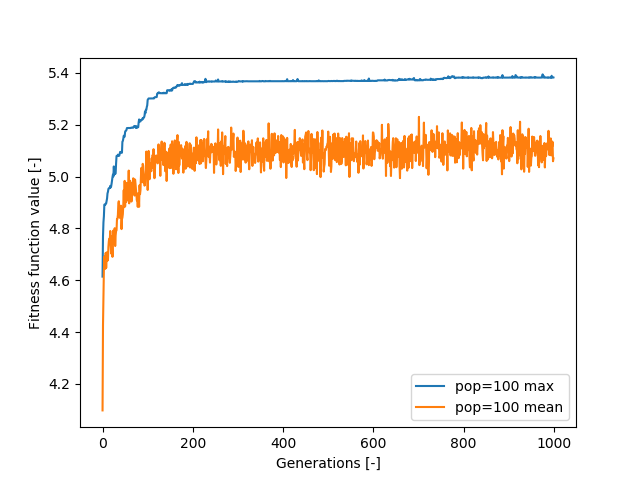 5.4
5.2
5.0
4.8
4.6
4.4
4.2
Fitness function value [-]
0 200 400 600 800 1000
Generations [-]
pop=100 max
pop=100 mean